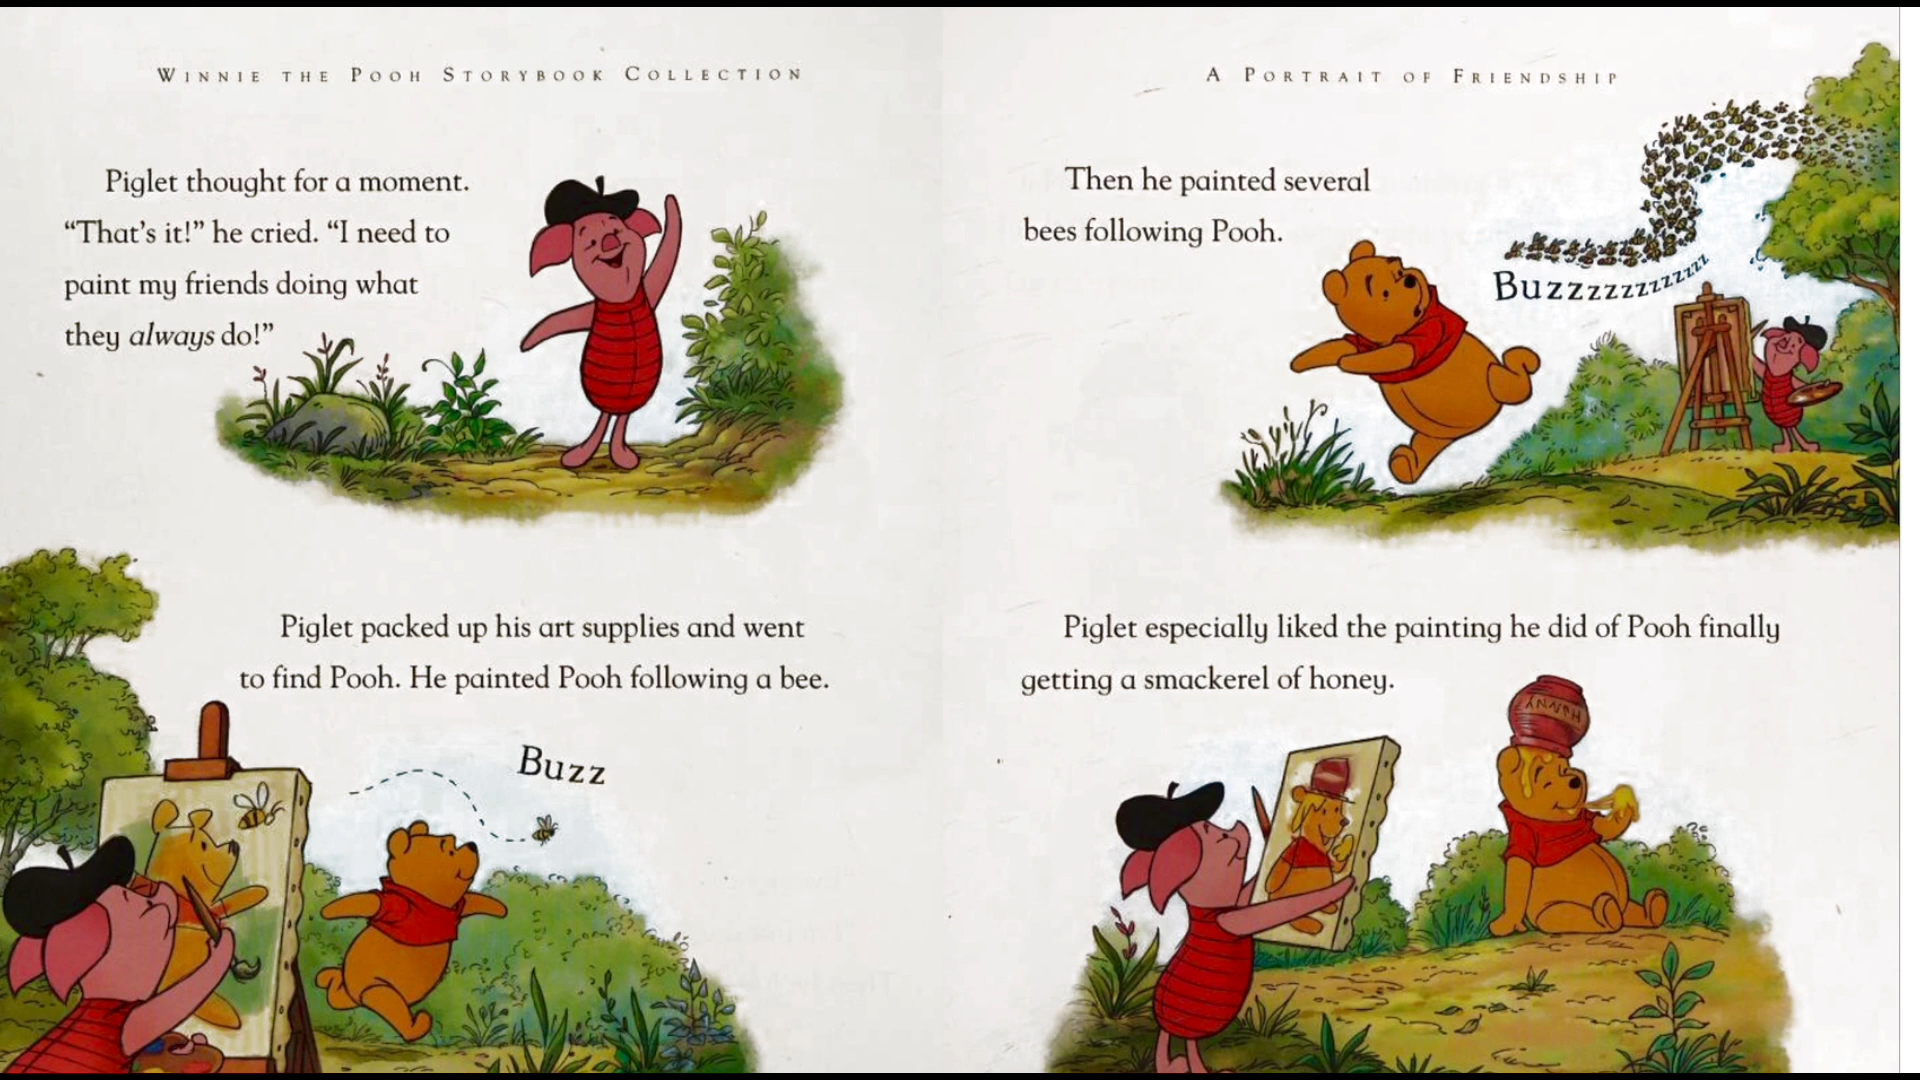 WINNIE THE POOH STORYBOOK COLLECTION
Piglet thought for a moment.
“That’s it!” he cried. “I need to
paint my friends doing what
they always do!”
Piglet packed up his art supplies and went
to find Pooh. He painted Pooh following a bee.
Buzz
A PORTRAIT OF FRIENDSHIP
Then he painted several
bees following Pooh.
Buzzzzzzzzzzzz
Piglet especially liked the painting he did of Pooh finally
getting a smackerel of honey.
HUNNY